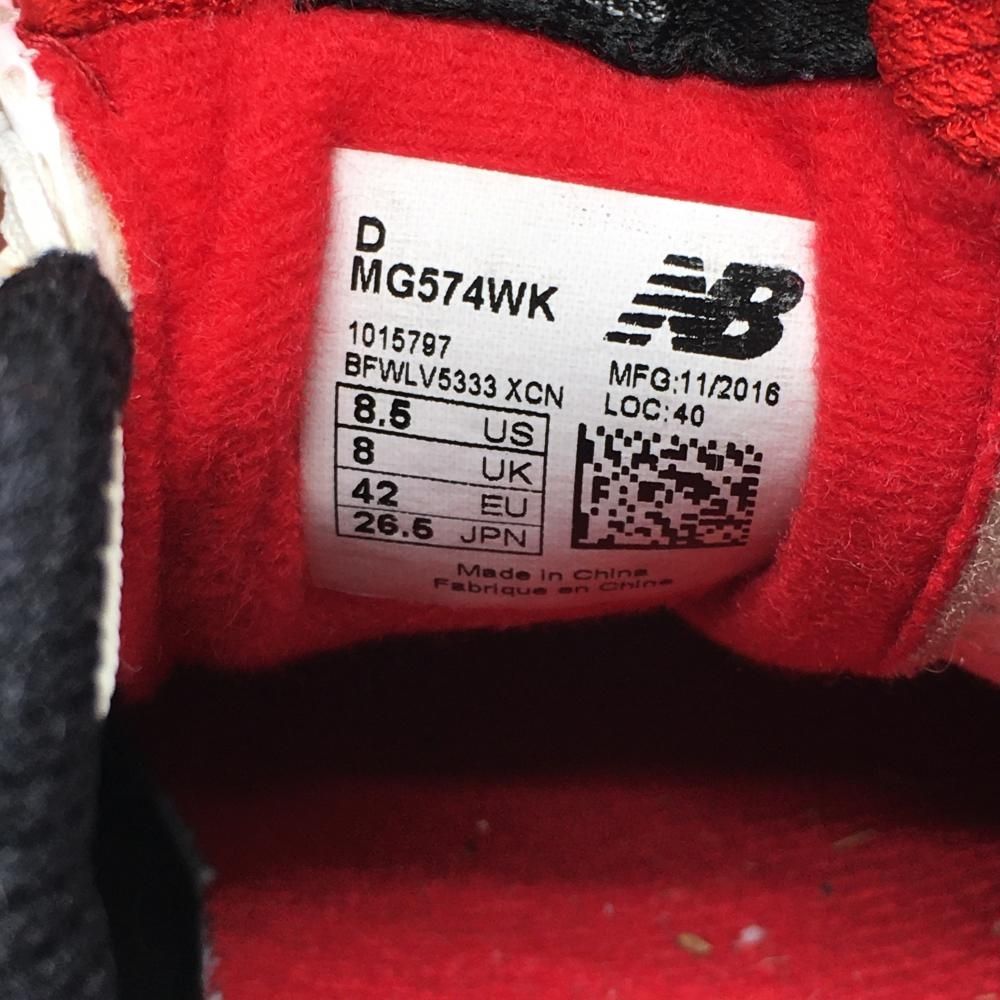 D
MG574WK
NB
1015797
BFWLV5333 XCN
MFG:11/2016
LOC:40
8.5 US
8 UK
42 EU
26.5 JPN
Made in China
Fabrique en Chine